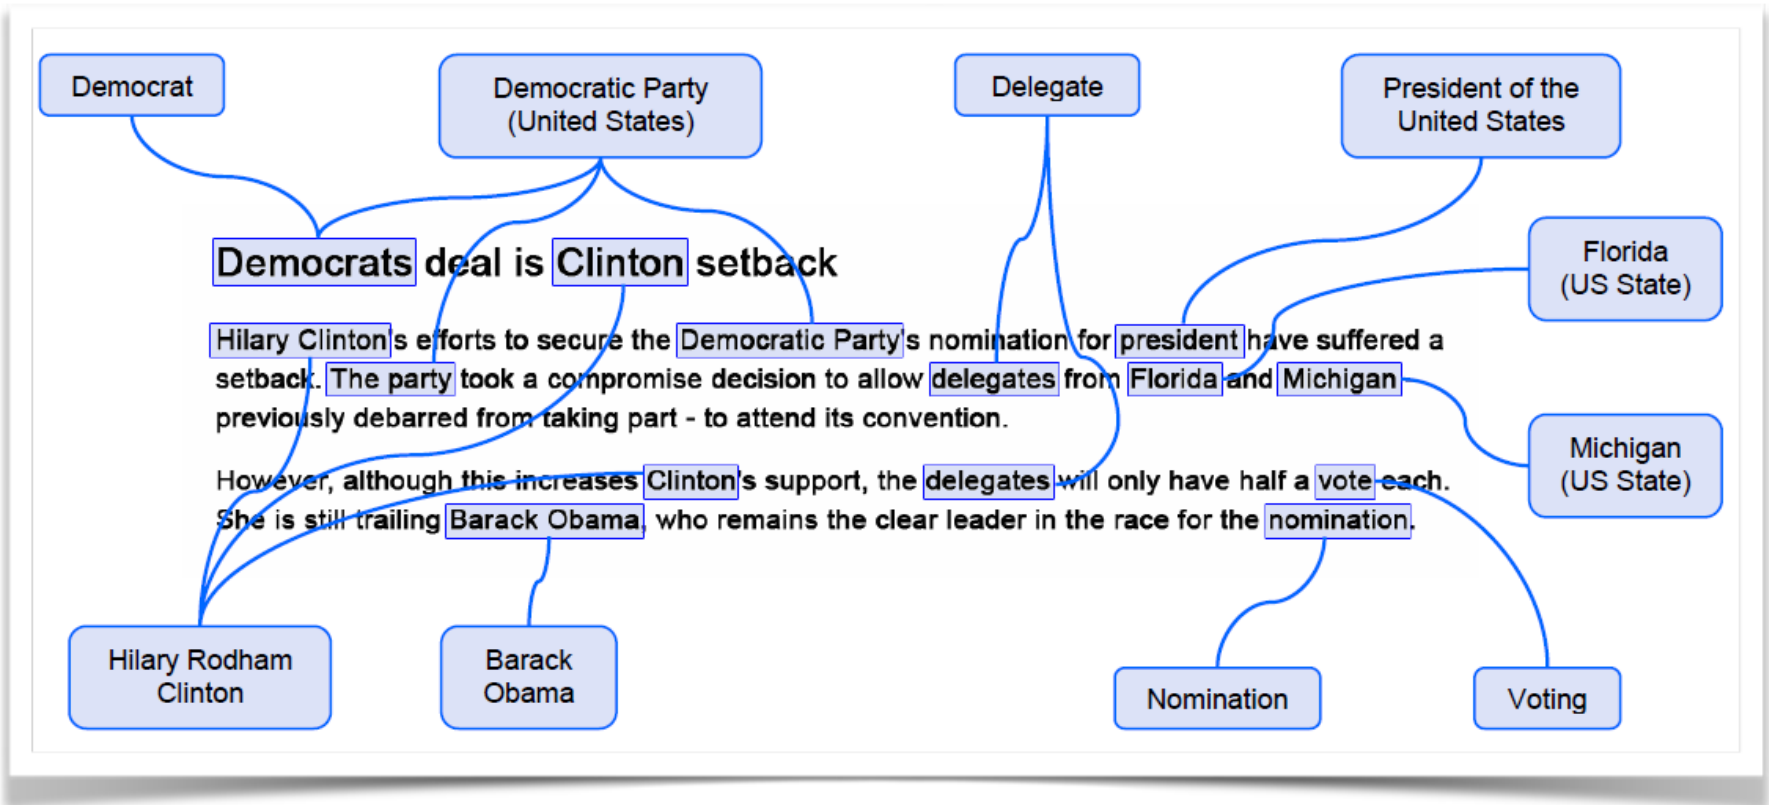 Democrat
Democratic Party
(United States)
Delegate
President of the
United States
Florida
(US State)
Democrats deal is Clinton setback
Hilary Clinton's efforts to secure the Democratic Party's nomination for president have suffered a
setback. The party took a compromise decision to allow delegates from Florida and Michigan
previously debarred from taking part - to attend its convention.
Michigan
(US State)
However, although this increases Clinton's support, the delegates will only have half a vote each.
She is still trailing Barack Obama, who remains the clear leader in the race for the nomination.
Hilary Rodham
Clinton
Barack
Obama
Nomination
Voting